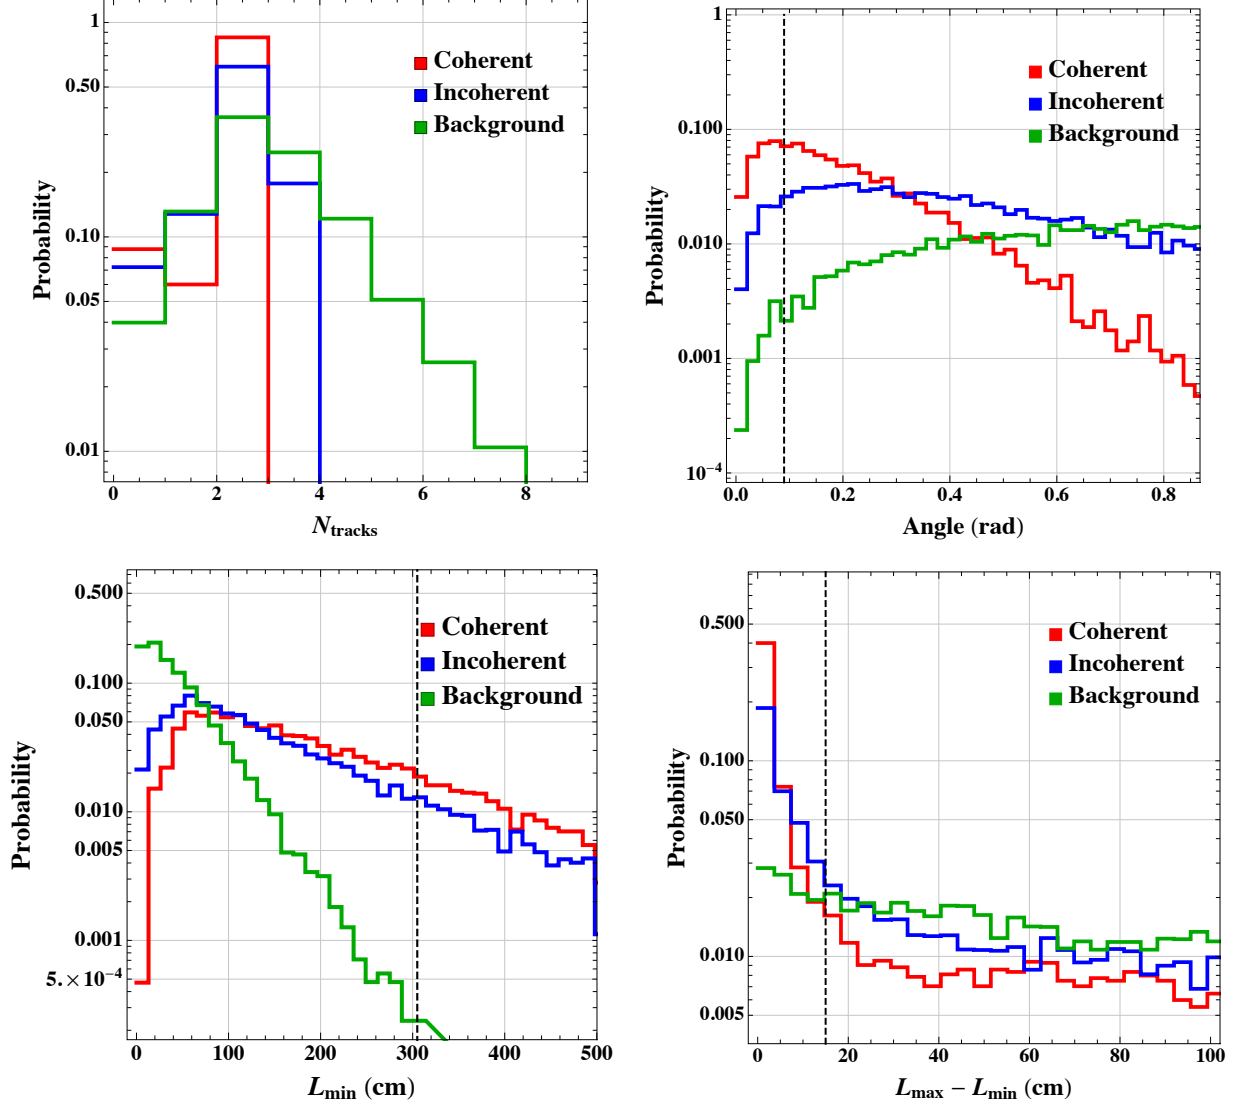 1
0.50
0.10
0.05
0.01
Probability
Coherent
Incoherent
Background
0 2 4 6 8
N_tracks
1
0.100
0.010
0.001
10^-4
Probability
Coherent
Incoherent
Background
0.0 0.2 0.4 0.6 0.8
Angle (rad)
0.500
0.100
0.050
0.010
0.005
0.001
5.×10^-4
Probability
Coherent
Incoherent
Background
0 100 200 300 400 500
L_min (cm)
0.500
0.100
0.050
0.010
0.005
Probability
Coherent
Incoherent
Background
0 20 40 60 80 100
L_max − L_min (cm)